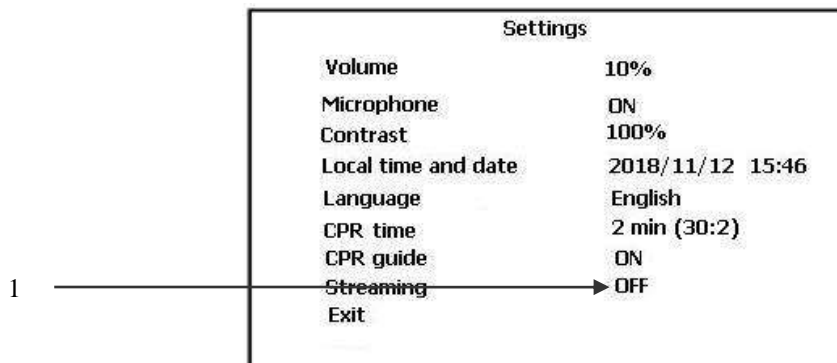 Settings
Volume 10%
Microphone ON
Contrast 100%
Local time and date 2018/11/12 15:46
Language English
CPR time 2 min (30:2)
CPR guide ON
1 Streaming OFF
Exit